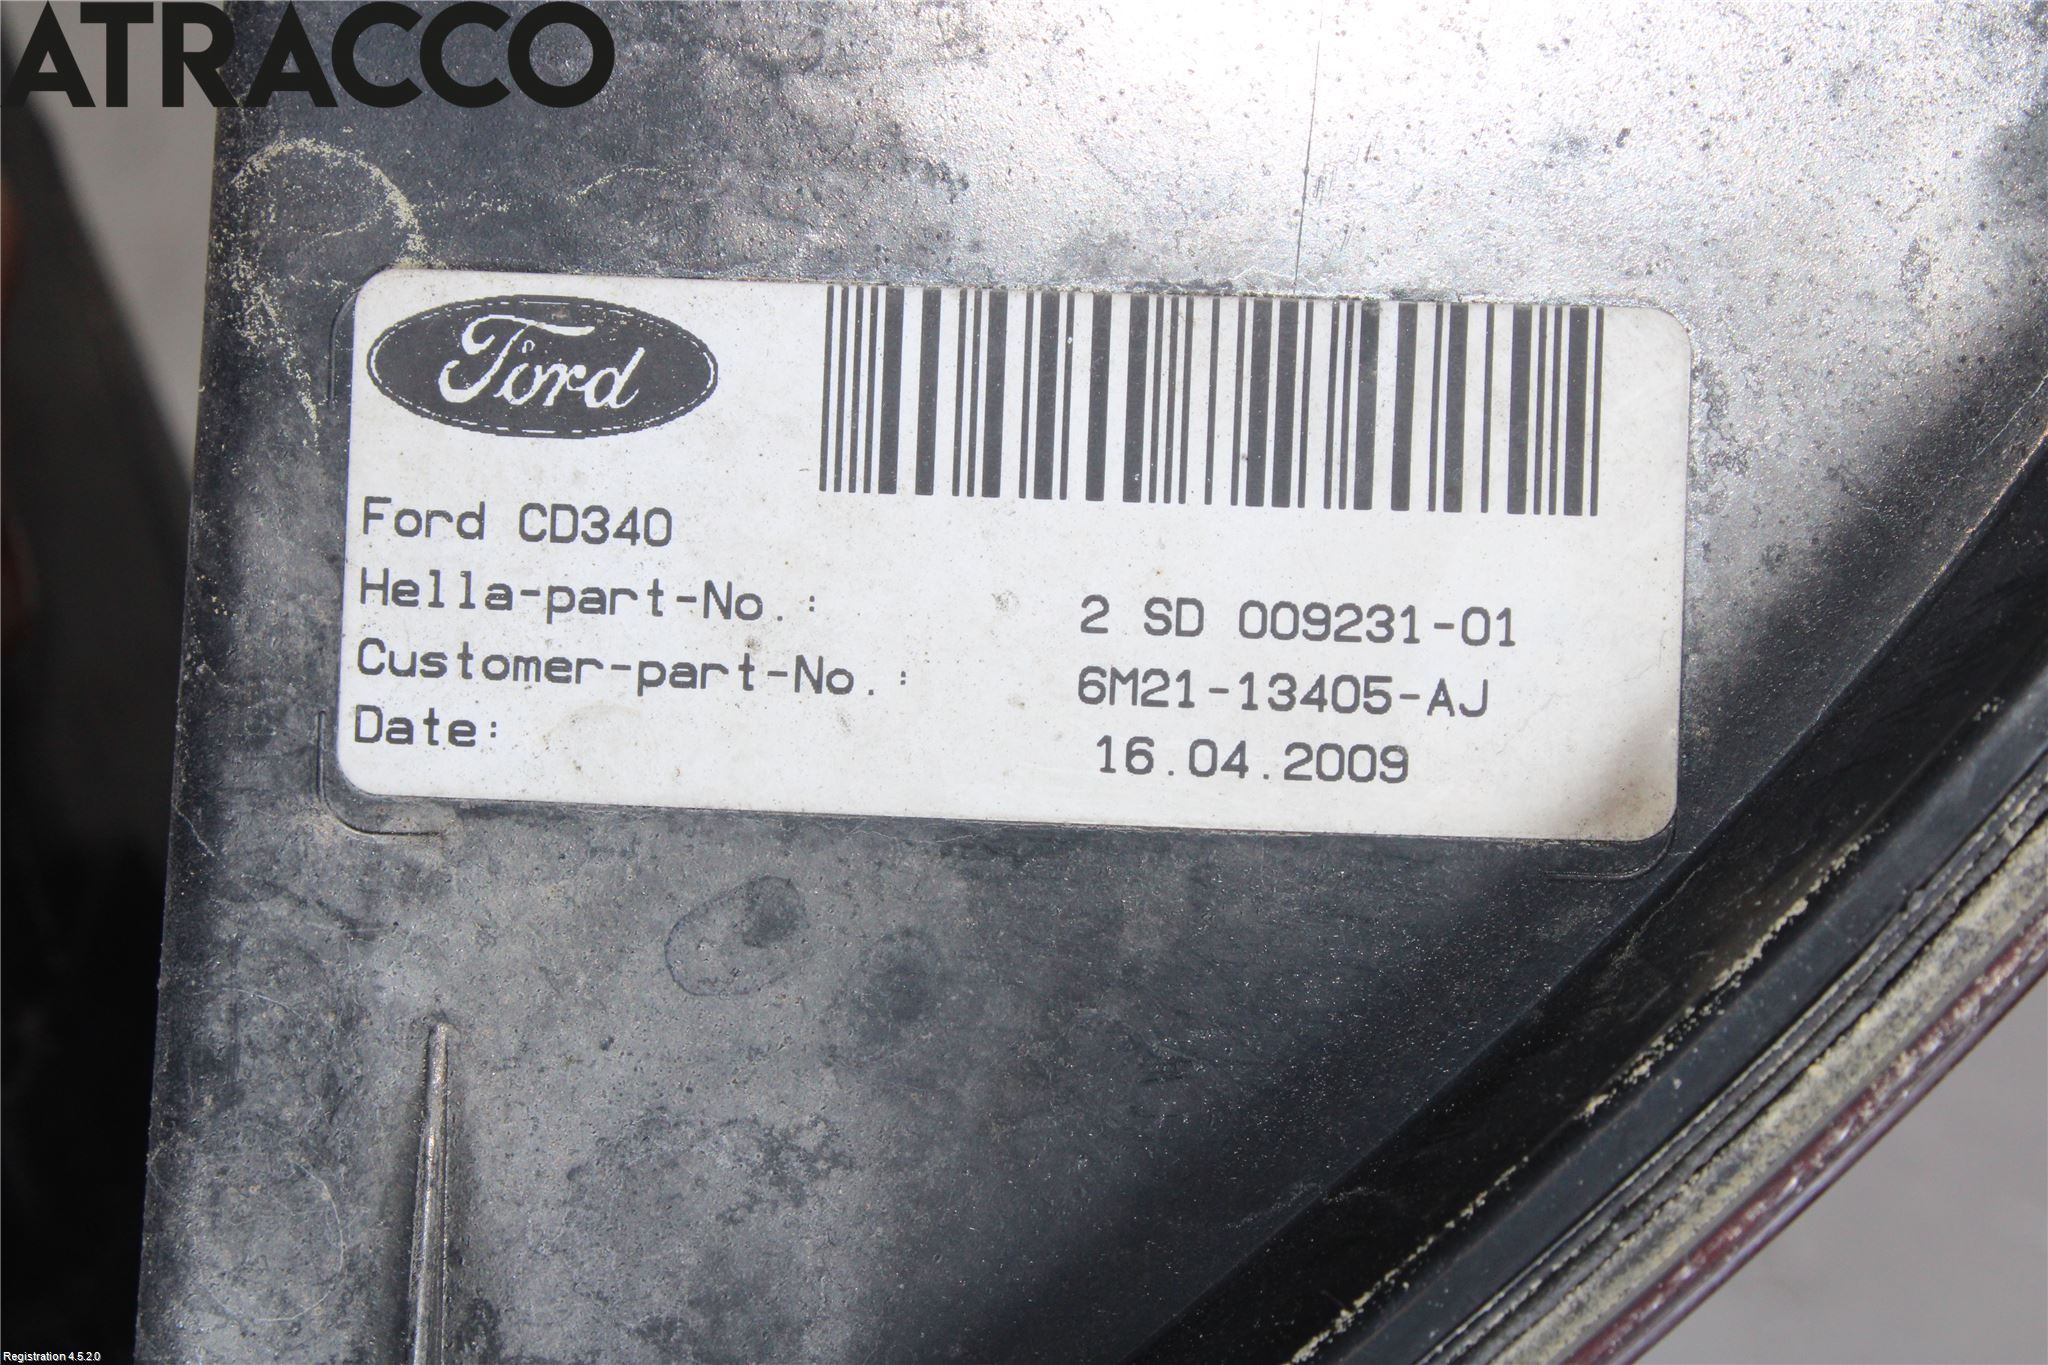 ATRACCO
Ford
Ford CD340
Hella-part-No.: 2 SD 009231-01
Customer-part-No.: 6M21-13405-AJ
Date: 16.04.2009
Registration 4.5.2.0